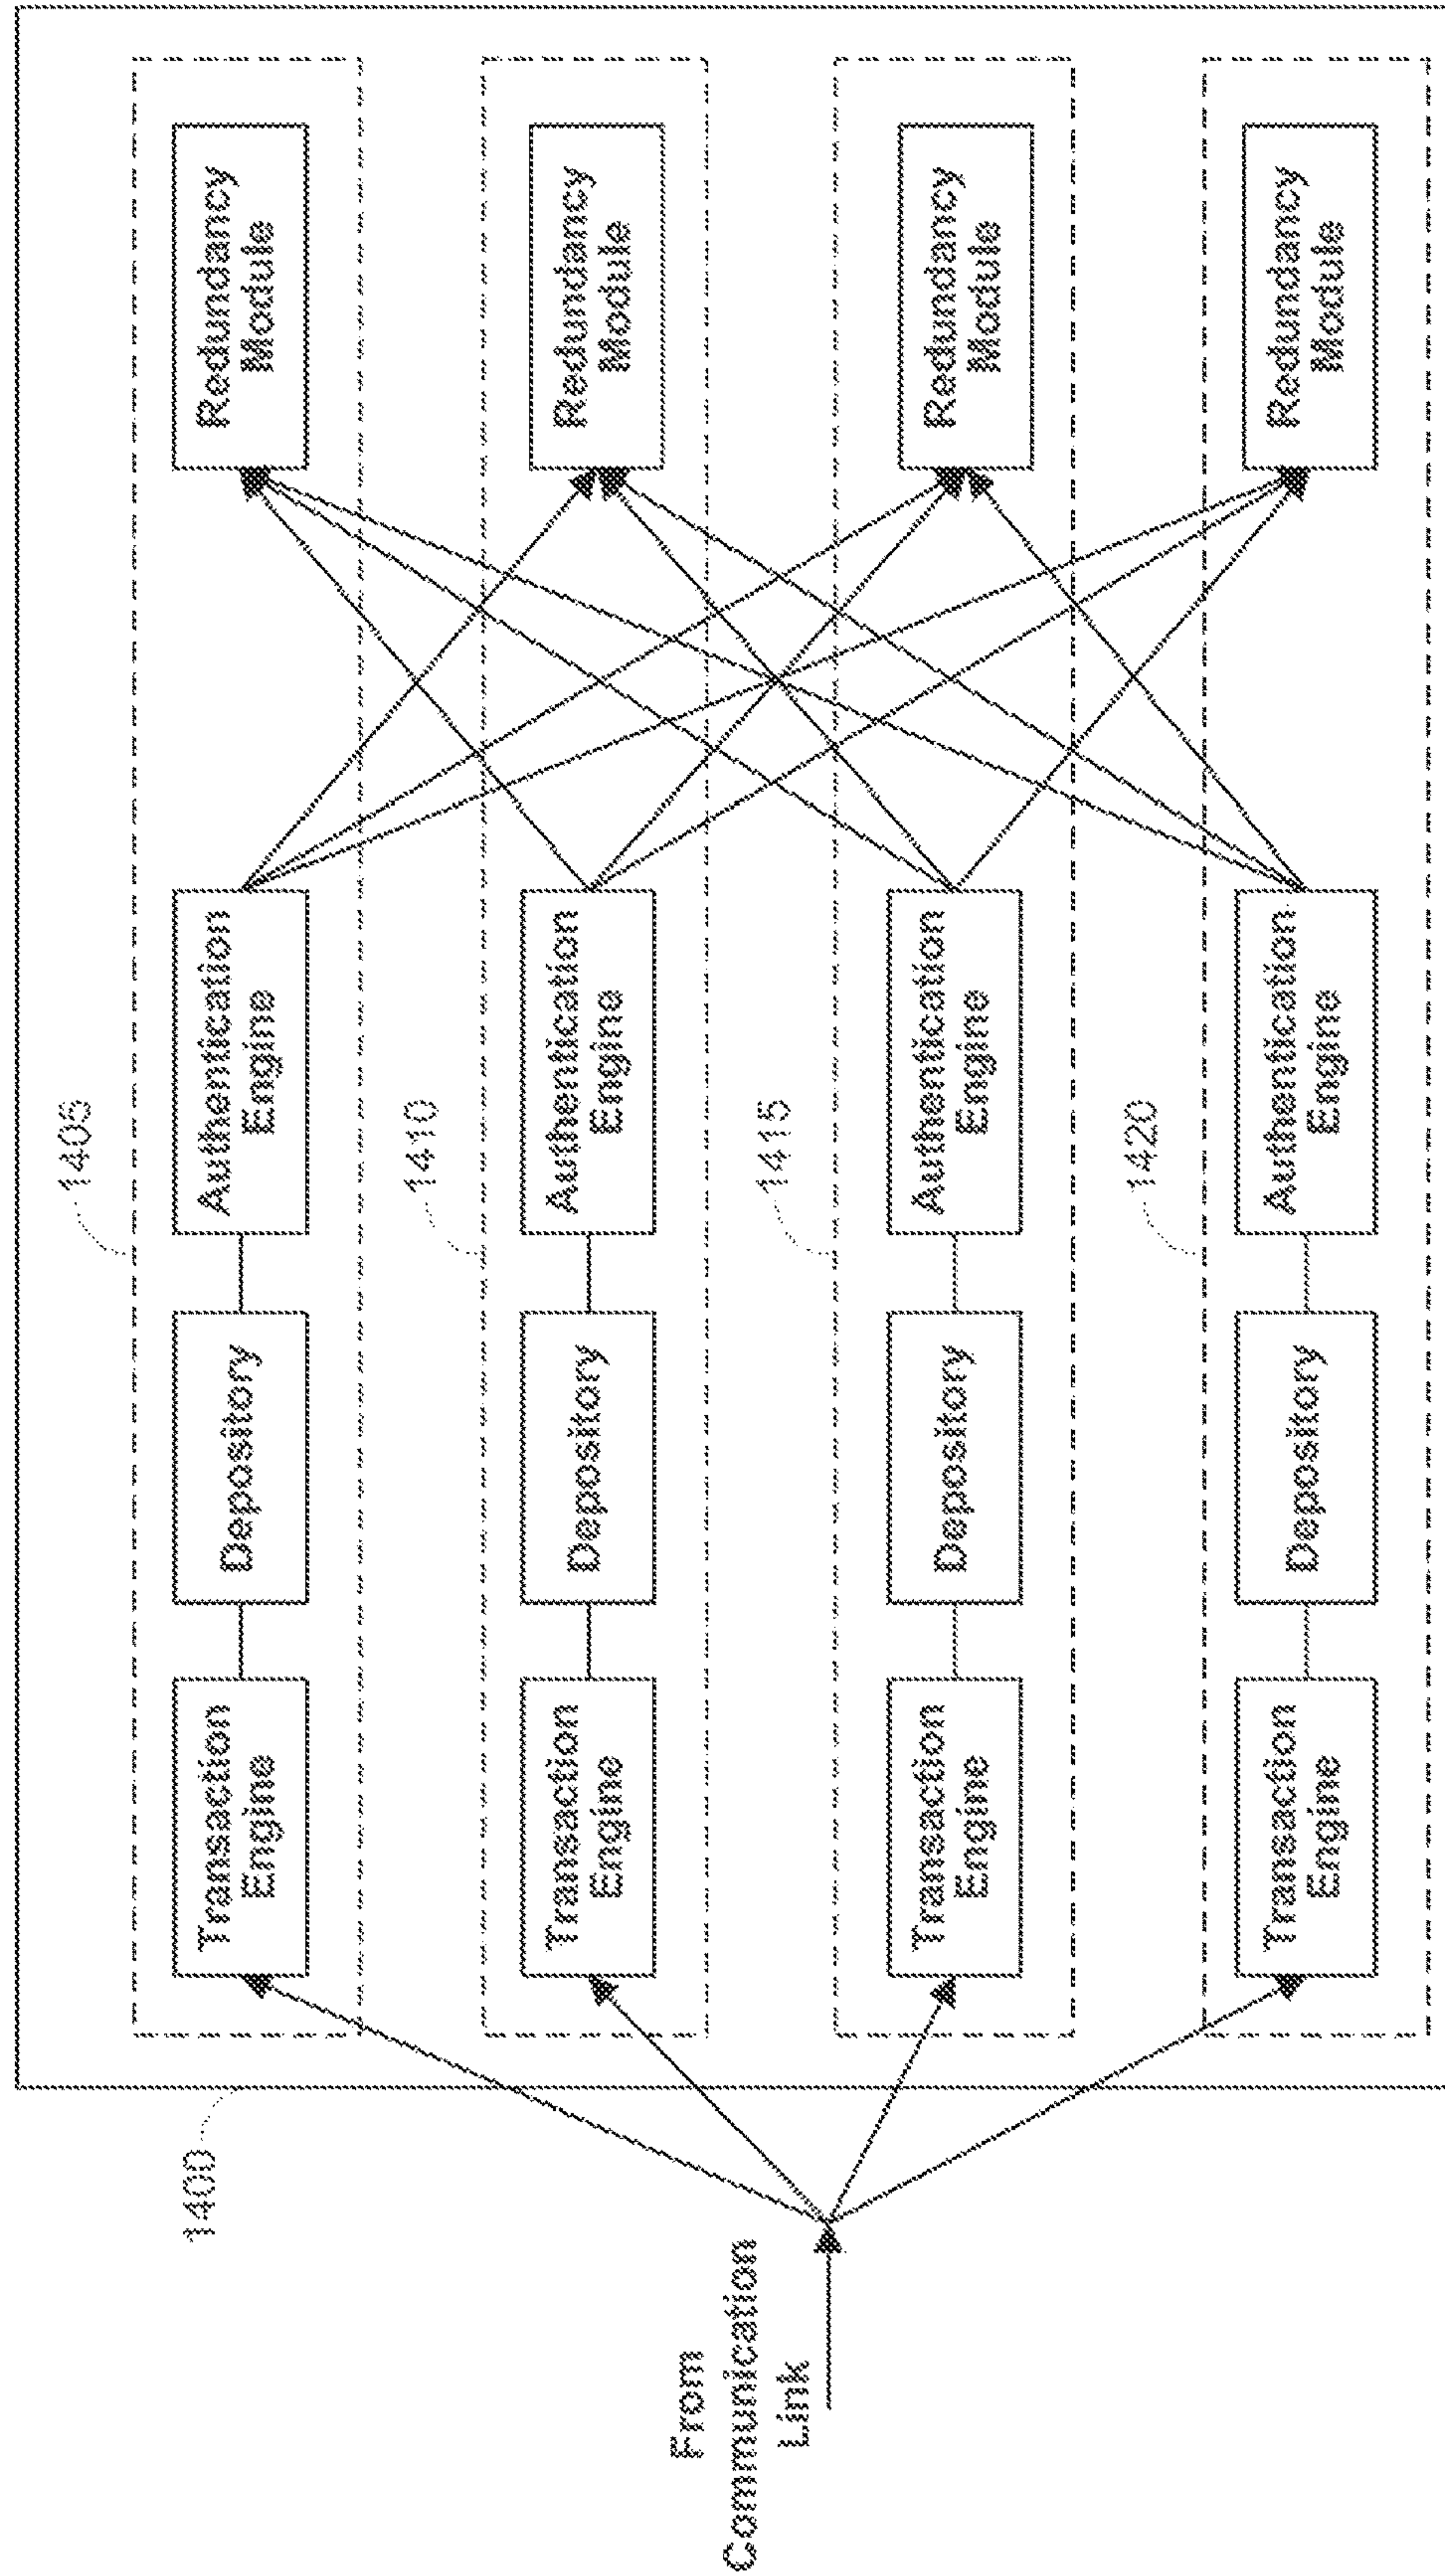 1400
From
Communication
Link
1405
Transaction
Engine
Depository
Authentication
Engine
Redundancy
Module
1410
Transaction
Engine
Depository
Authentication
Engine
Redundancy
Module
1415
Transaction
Engine
Depository
Authentication
Engine
Redundancy
Module
1420
Transaction
Engine
Depository
Authentication
Engine
Redundancy
Module